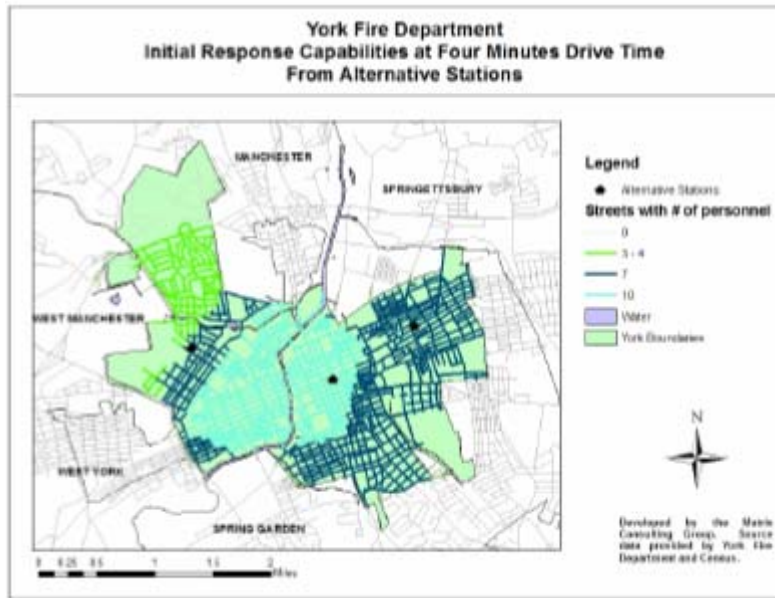 York Fire Department
Initial Response Capabilities at Four Minutes Drive Time
From Alternative Stations
MANCHESTER
SPRINGETTSBURY
WEST MANCHESTER
WEST YORK
SPRING GARDEN
Legend
Alternative Stations
Streets with # of personnel
0
3 - 4
7
10
Water
York Boundaries
N
Developed by the Matrix
Consulting Group. Source
data provided by York Fire
Department and Census.
0 0.25 0.5 1 1.5 2
Miles